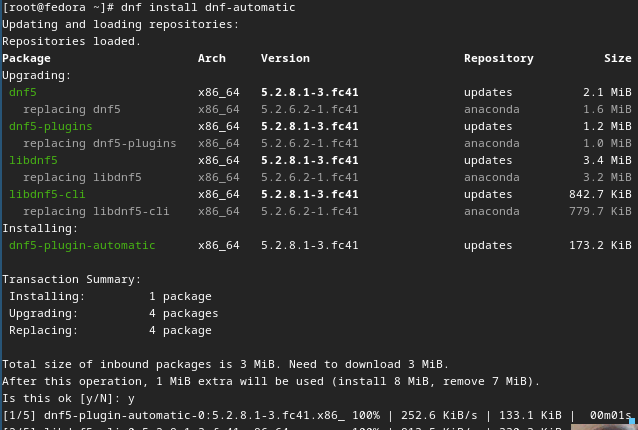 [root@fedora ~]# dnf install dnf-automatic
Updating and loading repositories:
Repositories loaded.
Package Arch Version Repository Size
Upgrading:
dnf5 x86_64 5.2.8.1-3.fc41 updates 2.1 MiB
replacing dnf5 x86_64 5.2.6.2-1.fc41 anaconda 1.6 MiB
dnf5-plugins x86_64 5.2.8.1-3.fc41 updates 1.2 MiB
replacing dnf5-plugins x86_64 5.2.6.2-1.fc41 anaconda 1.0 MiB
libdnf5 x86_64 5.2.8.1-3.fc41 updates 3.4 MiB
replacing libdnf5 x86_64 5.2.6.2-1.fc41 anaconda 3.2 MiB
libdnf5-cli x86_64 5.2.8.1-3.fc41 updates 842.7 KiB
replacing libdnf5-cli x86_64 5.2.6.2-1.fc41 anaconda 779.7 KiB
Installing:
dnf5-plugin-automatic x86_64 5.2.8.1-3.fc41 updates 173.2 KiB
Transaction Summary:
Installing: 1 package
Upgrading: 4 packages
Replacing: 4 package
Total size of inbound packages is 3 MiB. Need to download 3 MiB.
After this operation, 1 MiB extra will be used (install 8 MiB, remove 7 MiB).
Is this ok [y/N]: y
[1/5] dnf5-plugin-automatic-0:5.2.8.1-3.fc41.x86_ 100% | 252.6 KiB/s | 133.1 KiB | 00m01s